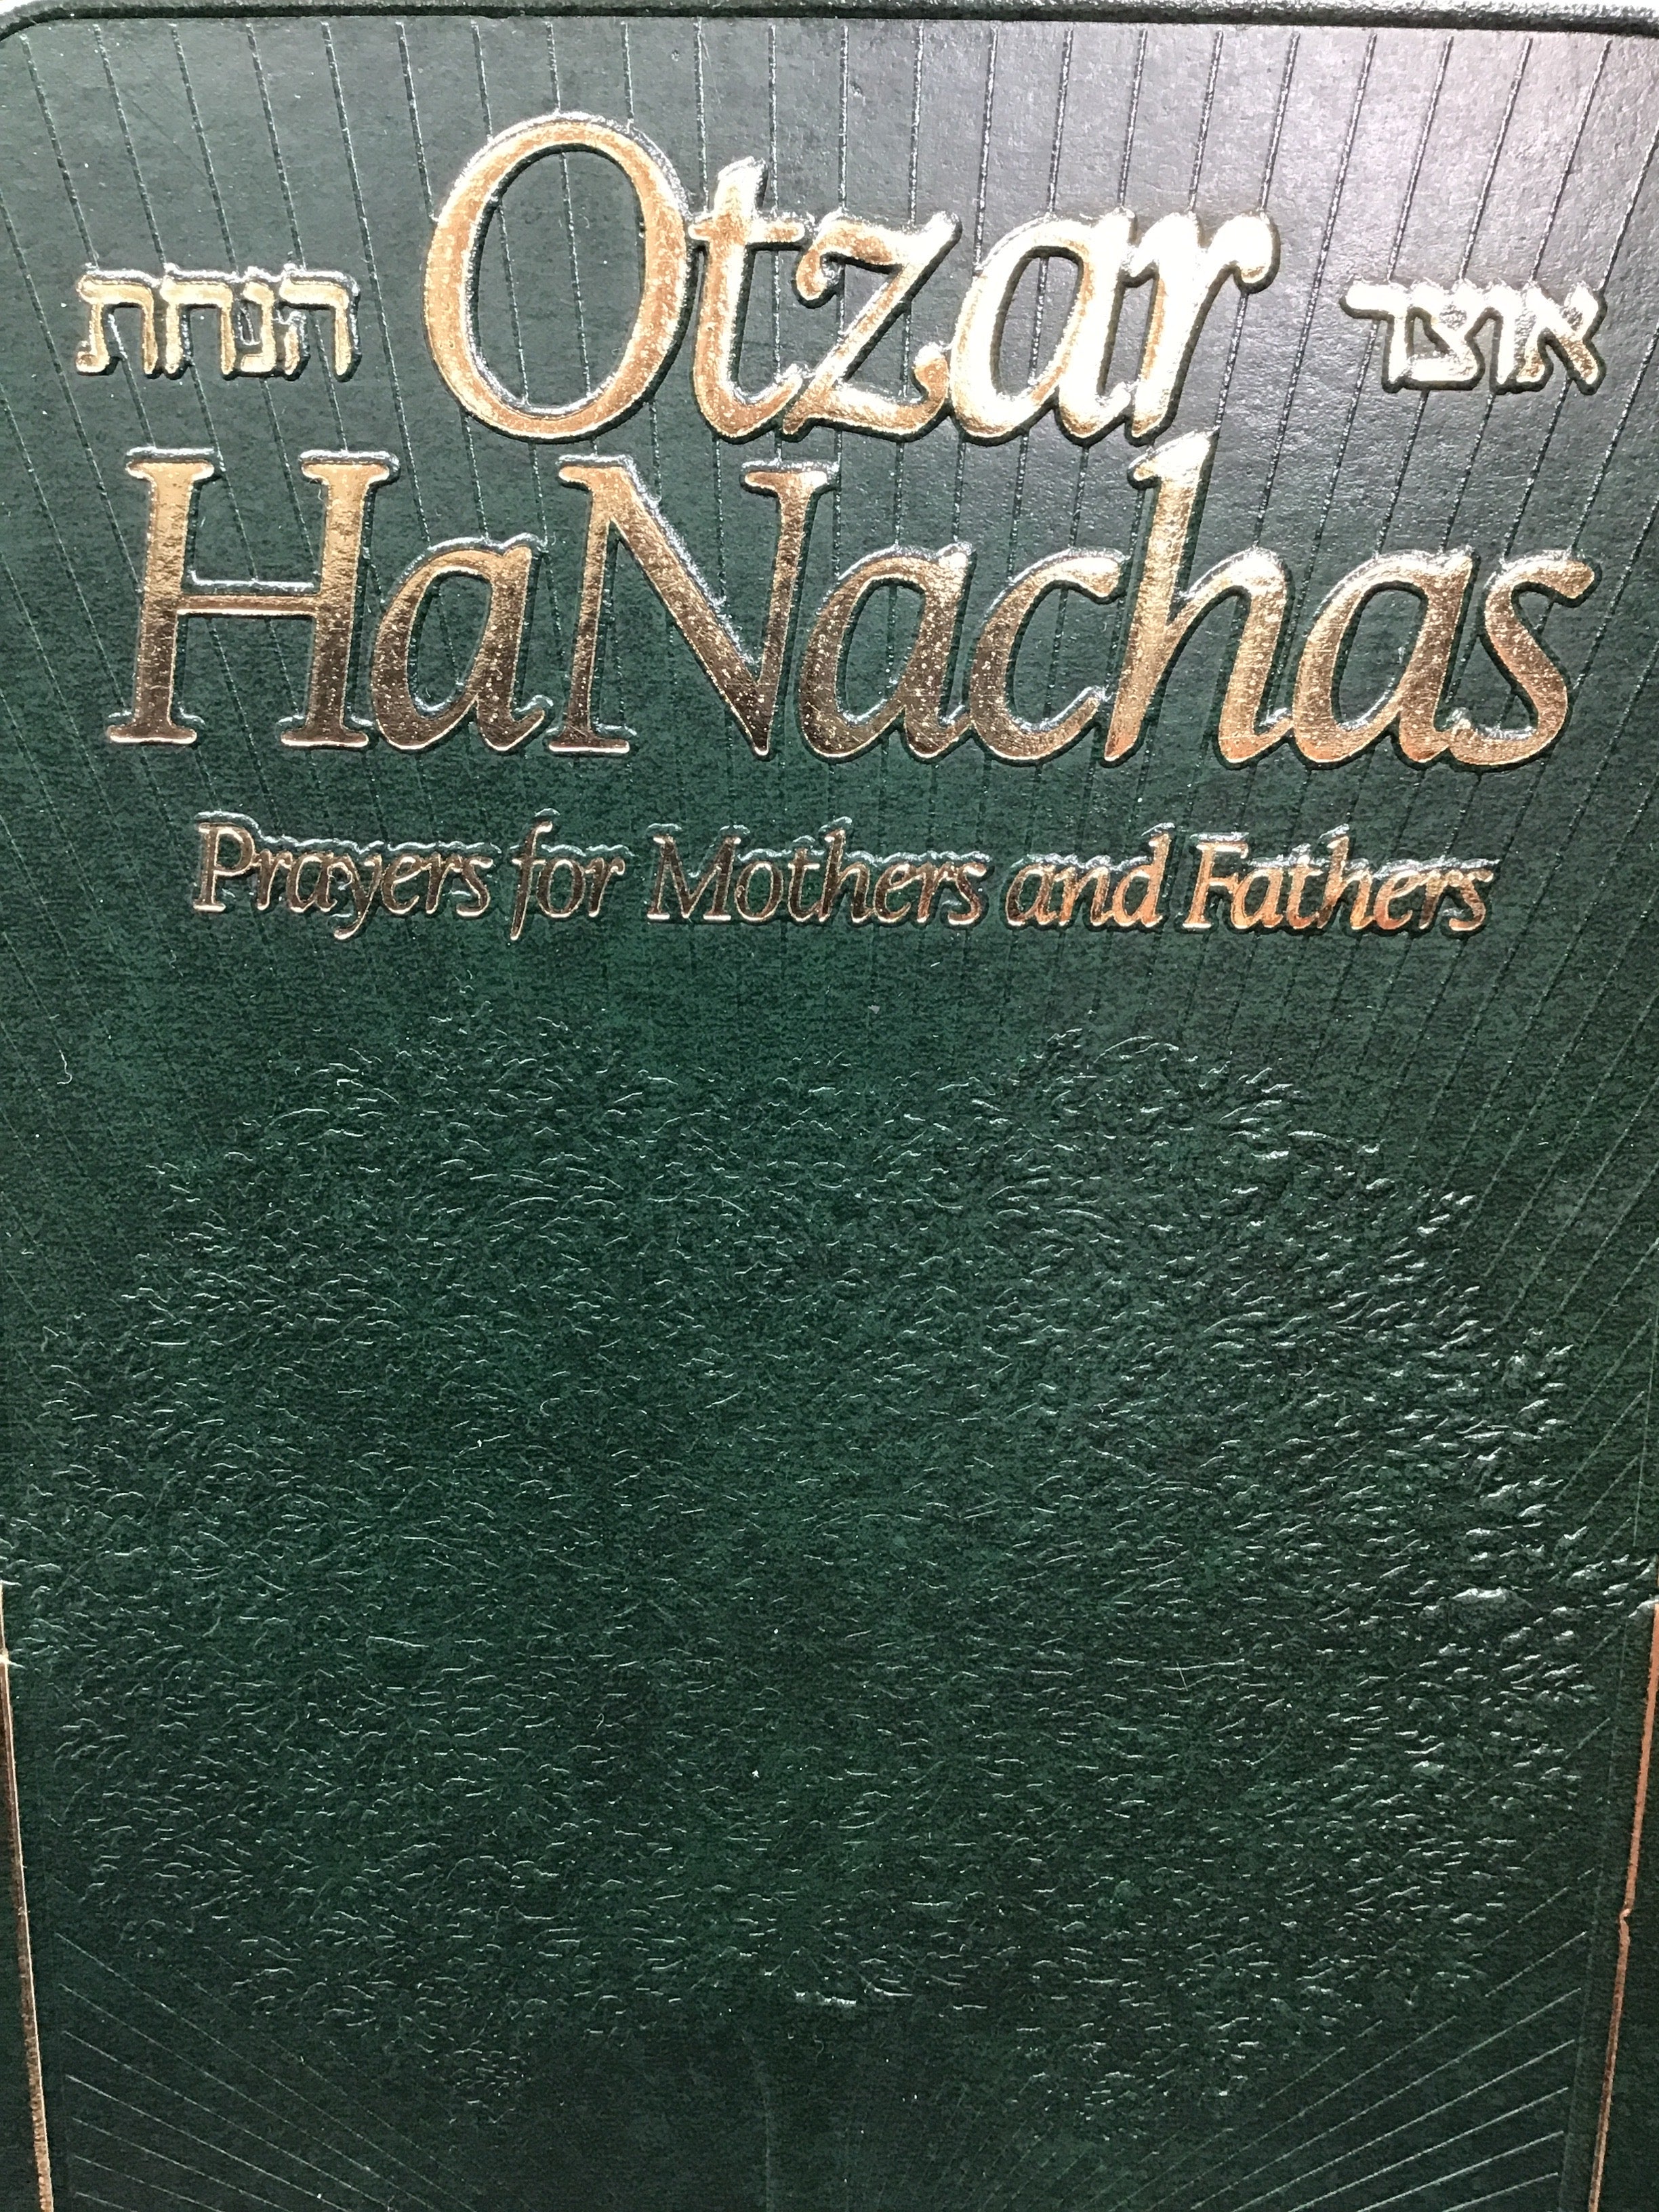 אוצר Otzar הנחת
HaNachas
Prayers for Mothers and Fathers